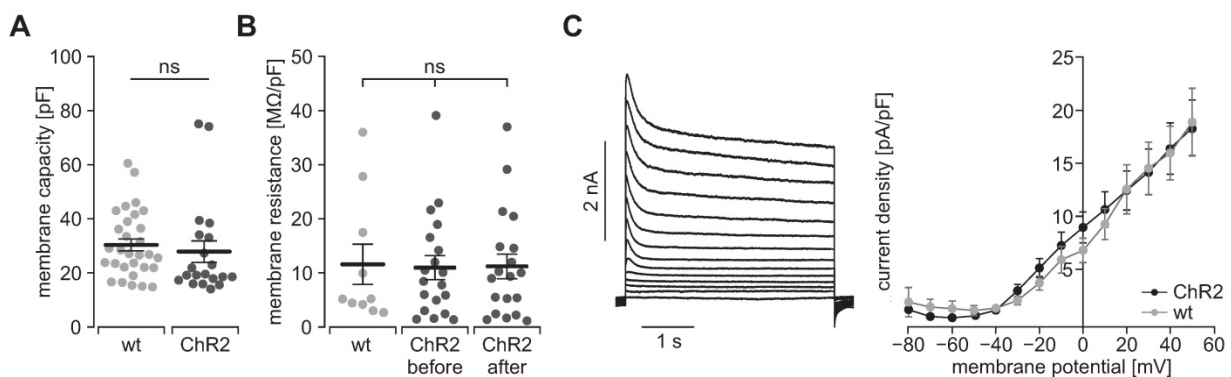 A
membrane capacity [pF]
100
80
60
40
20
0
ns
wt
ChR2
B
membrane resistance [MΩ/pF]
50
40
30
20
10
0
ns
wt
ChR2
before
ChR2
after
C
2 nA
1 s
current density [pA/pF]
25
20
15
10
5
ChR2
wt
−80
−60
−40
−20
0
20
40
60
membrane potential [mV]